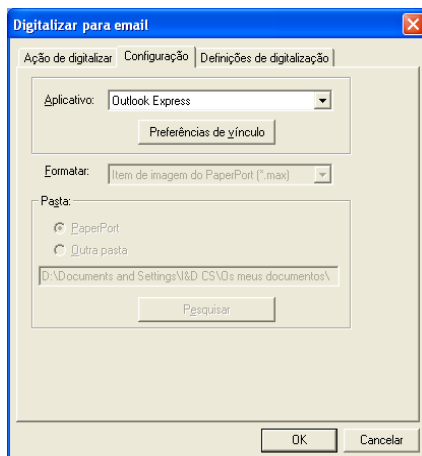 Digitalizar para email
Ação de digitalizar Configuração Definições de digitalização
Aplicativo: Outlook Express
Preferências de vínculo
Formatar: Item de imagem do PaperPort (*.max)
Pasta:
PaperPort
Outra pasta
D:\Documents and Settings\I&D CS\Os meus documentos\
Pesquisar
OK Cancelar